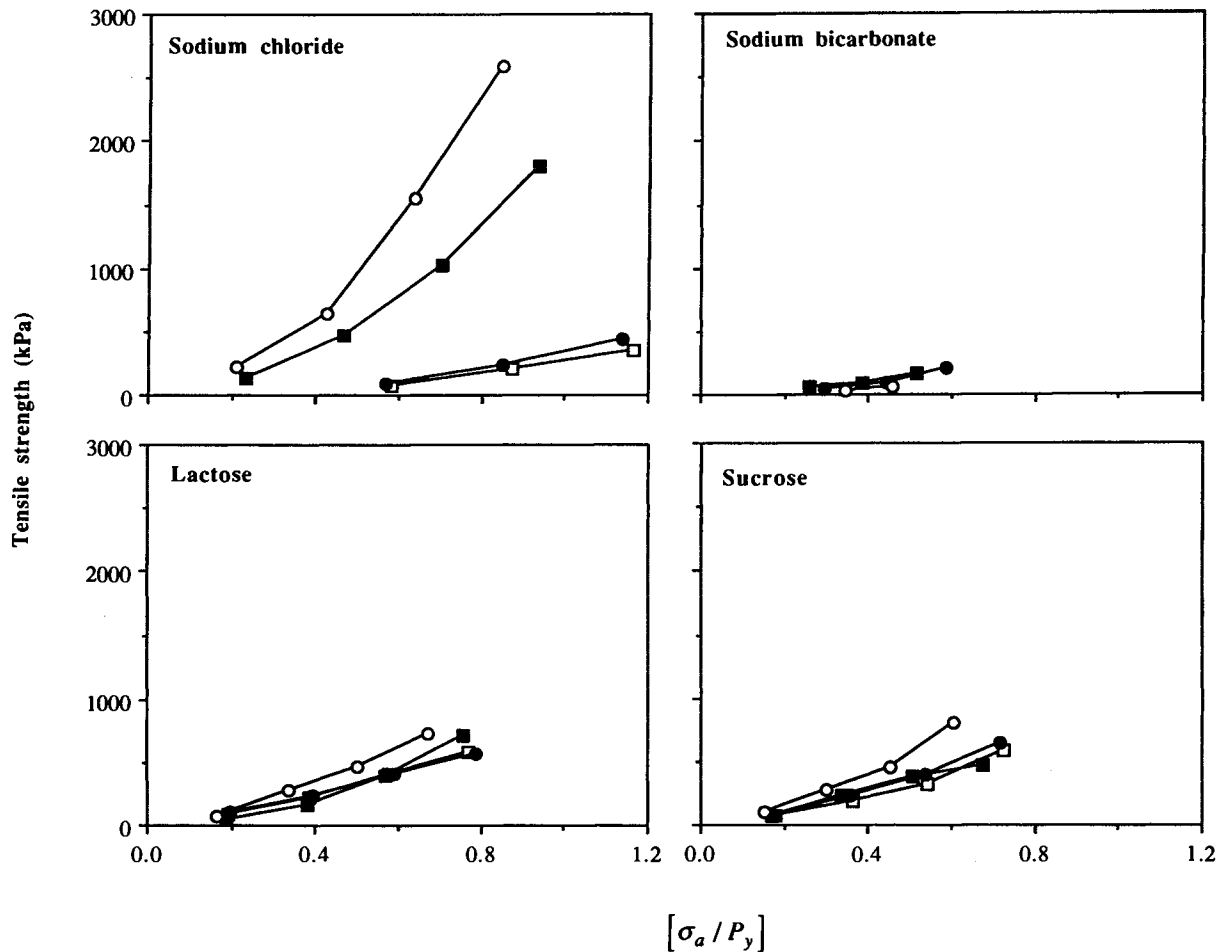 3000
2000
1000
0
Sodium chloride
Sodium bicarbonate
Tensile strength (kPa)
3000
2000
1000
0
Lactose
Sucrose
0.0 0.4 0.8 1.2
0.0 0.4 0.8 1.2
[σa / Py]